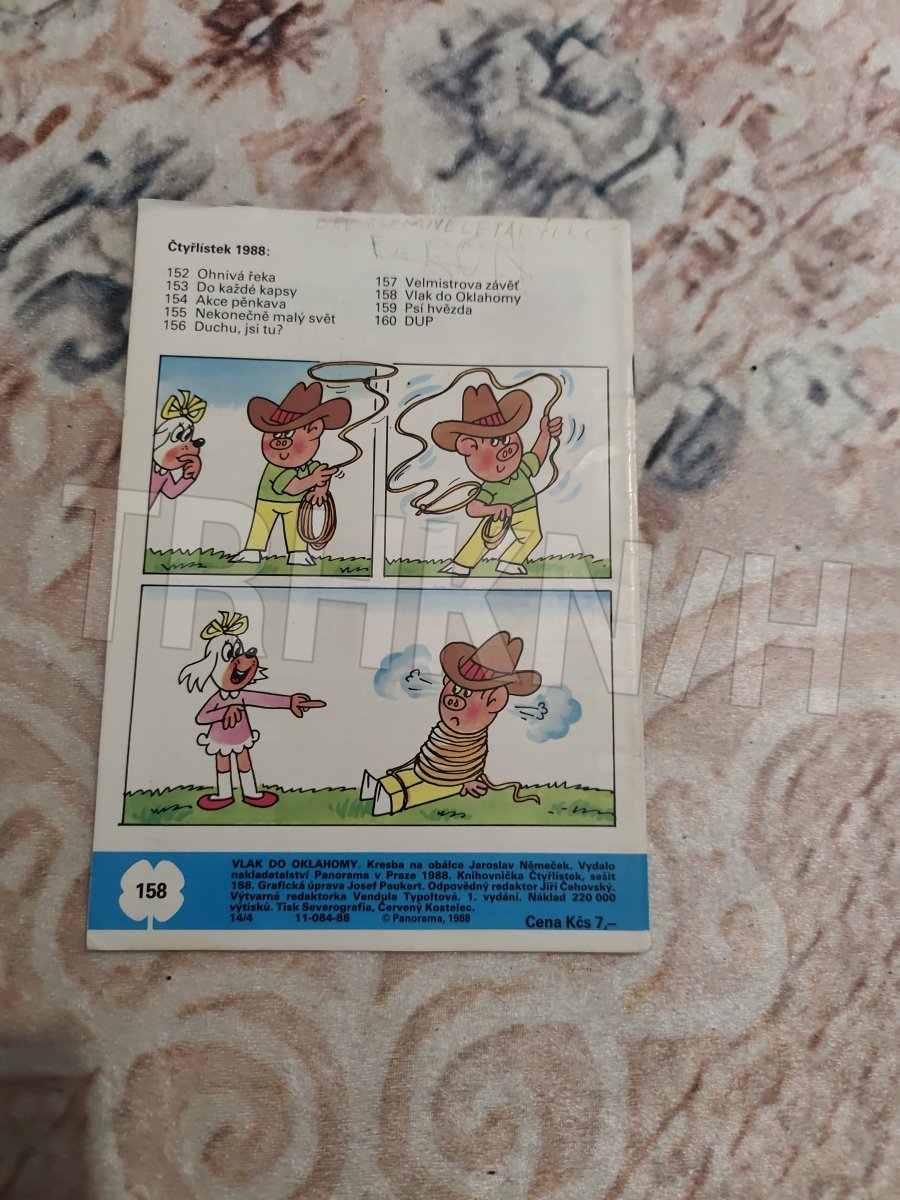 BARON
Čtyřlístek 1988:
152 Ohnivá řeka
153 Do každé kapsy
154 Akce pěnkava
155 Nekonečně malý svět
156 Duchu, jsi tu?
157 Velmistrova závěť
158 Vlak do Oklahomy
159 Psí hvězda
160 DUP
158
VLAK DO OKLAHOMY. Kresba na obálce Jaroslav Němeček. Vydalo
nakladatelství Panorama v Praze 1988. Knihovnička Čtyřlístek, sešit
158. Grafická úprava Josef Paukert. Odpovědný redaktor Jiří Čehovský.
Výtvarná redaktorka Vendula Typoltová. 1. vydání. Náklad 220 000
výtisků. Tisk Severografia, Červený Kostelec.
14/4 11-084-88 © Panorama, 1988
Cena Kčs 7,–
TRHKNIH